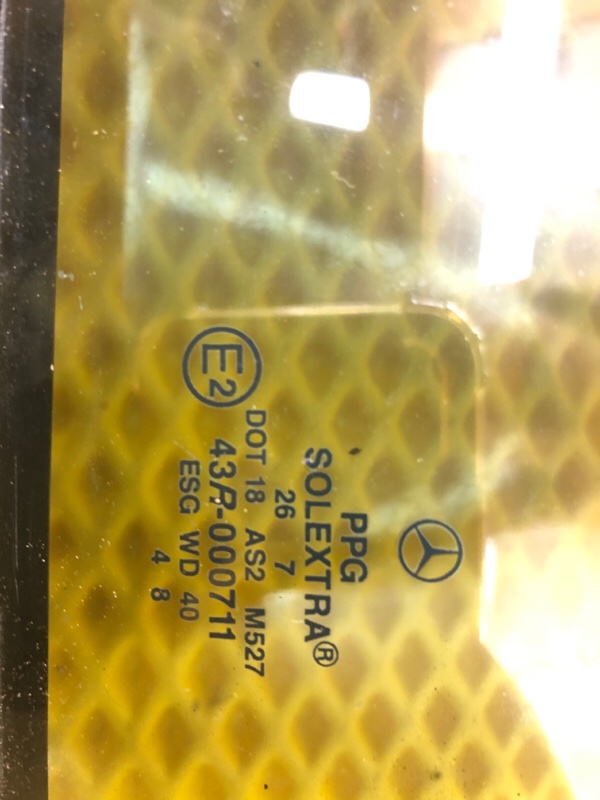 PPG
SOLEXTRA®
26 7
DOT 18 AS2 M527
E2 43R-000711
ESG WD 40
4 8